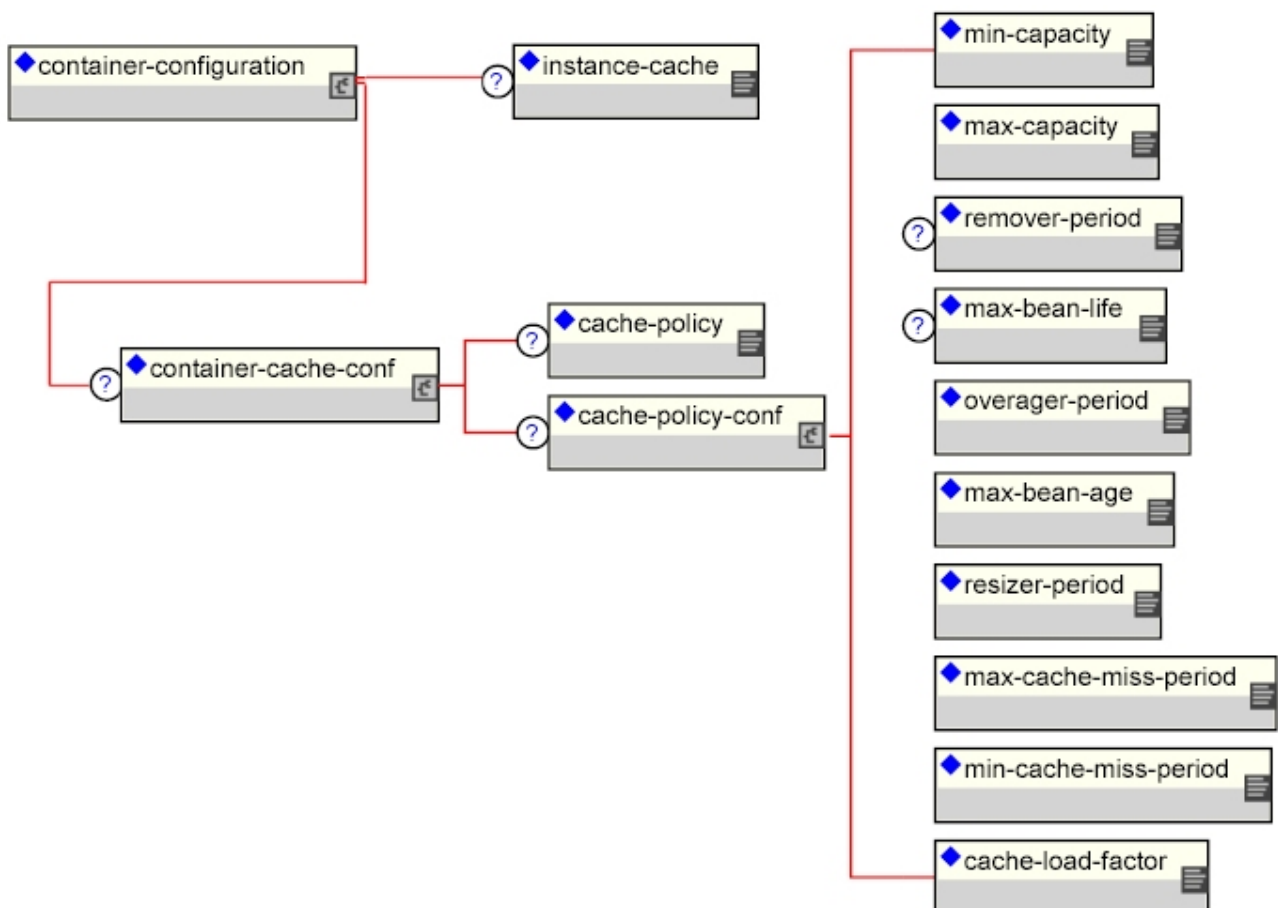 container-configuration
?
instance-cache
?
container-cache-conf
?
cache-policy
?
cache-policy-conf
min-capacity
max-capacity
?
remover-period
?
max-bean-life
overager-period
max-bean-age
resizer-period
max-cache-miss-period
min-cache-miss-period
cache-load-factor